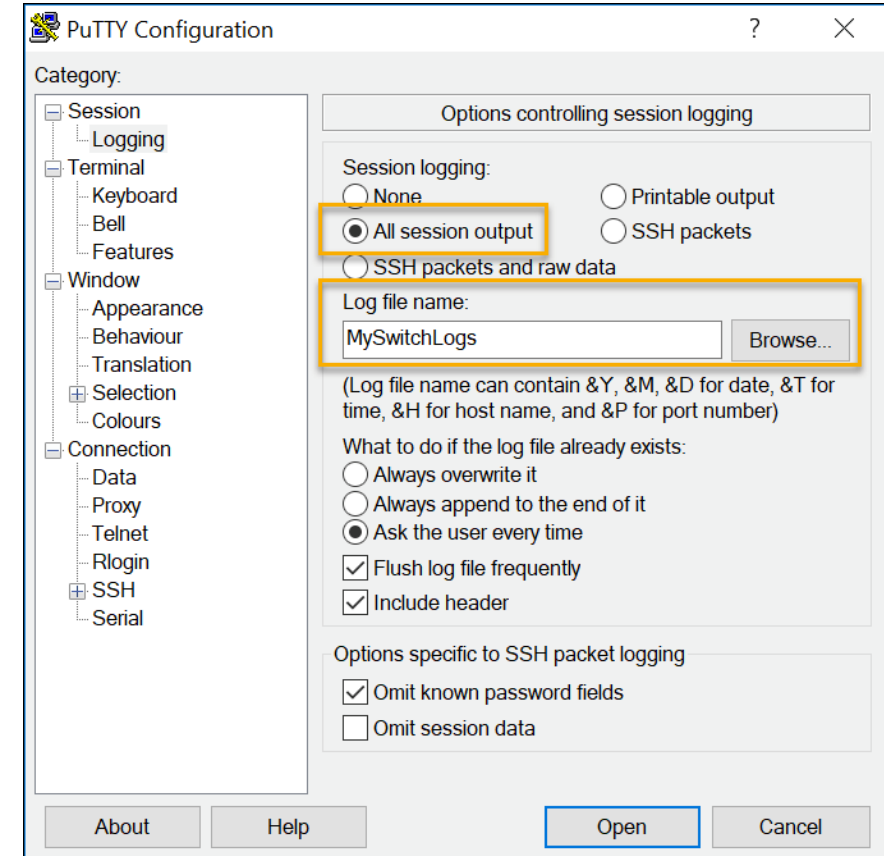 PuTTY Configuration
?
Category:
Session
Logging
Terminal
Keyboard
Bell
Features
Window
Appearance
Behaviour
Translation
Selection
Colours
Connection
Data
Proxy
Telnet
Rlogin
SSH
Serial
Options controlling session logging
Session logging:
None
Printable output
All session output
SSH packets
SSH packets and raw data
Log file name:
MySwitchLogs
Browse...
(Log file name can contain &Y, &M, &D for date, &T for
time, &H for host name, and &P for port number)
What to do if the log file already exists:
Always overwrite it
Always append to the end of it
Ask the user every time
Flush log file frequently
Include header
Options specific to SSH packet logging
Omit known password fields
Omit session data
About
Help
Open
Cancel